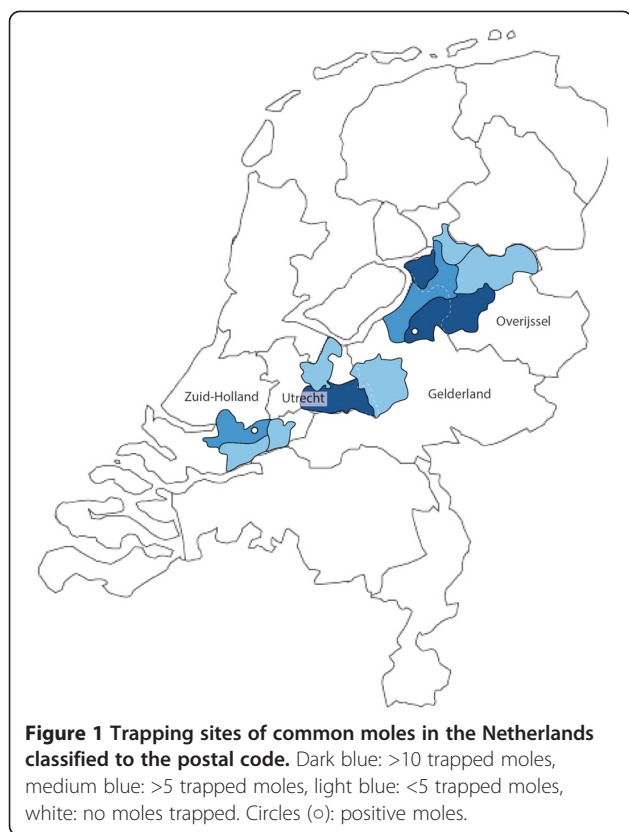 Overijssel
Zuid-Holland
Utrecht
Gelderland
Figure 1 Trapping sites of common moles in the Netherlands
classified to the postal code. Dark blue: >10 trapped moles,
medium blue: >5 trapped moles, light blue: <5 trapped moles,
white: no moles trapped. Circles (○): positive moles.